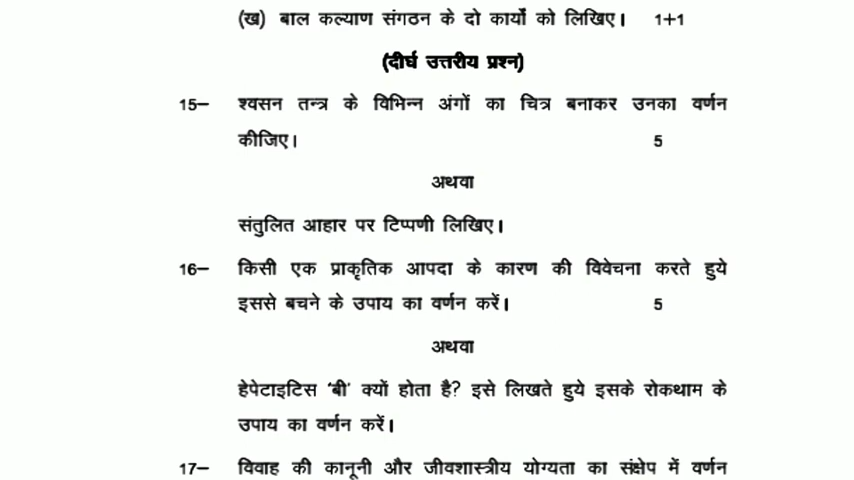 (ख) बाल कल्याण संगठन के दो कार्यों को लिखिए। 1+1
(दीर्घ उत्तरीय प्रश्न)
15– श्वसन तन्त्र के विभिन्न अंगों का चित्र बनाकर उनका वर्णन
कीजिए। 5
अथवा
संतुलित आहार पर टिप्पणी लिखिए।
16– किसी एक प्राकृतिक आपदा के कारण की विवेचना करते हुये
इससे बचने के उपाय का वर्णन करें। 5
अथवा
हेपेटाइटिस 'बी' क्यों होता है? इसे लिखते हुये इसके रोकथाम के
उपाय का वर्णन करें।
17– विवाह की कानूनी और जीवशास्त्रीय योग्यता का संक्षेप में वर्णन